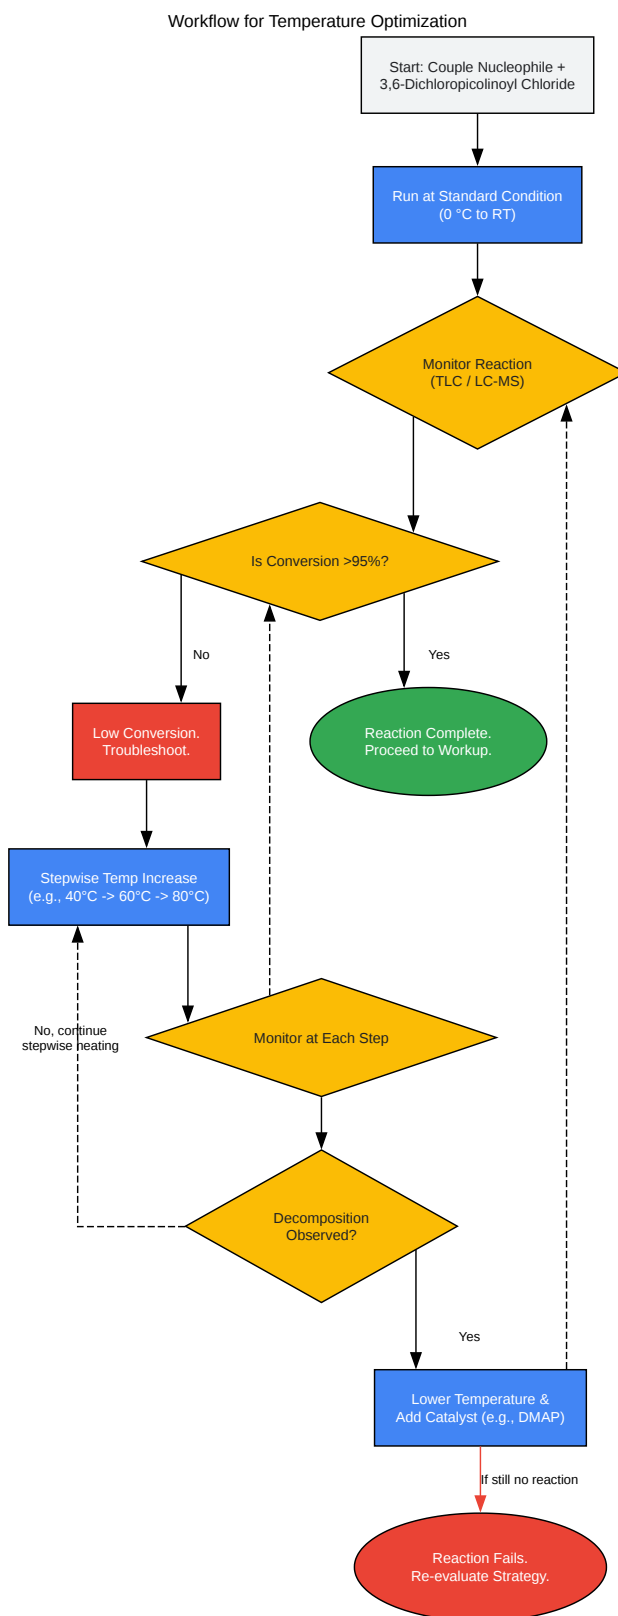 Workflow for Temperature Optimization
Start: Couple Nucleophile +
3,6-Dichloropicolinoyl Chloride
Run at Standard Condition
(0 °C to RT)
Monitor Reaction
(TLC / LC-MS)
Is Conversion >95%?
No
Yes
Low Conversion.
Troubleshoot.
Reaction Complete.
Proceed to Workup.
Stepwise Temp Increase
(e.g., 40°C -> 60°C -> 80°C)
No, continue
stepwise heating
Monitor at Each Step
Decomposition
Observed?
Yes
Lower Temperature &
Add Catalyst (e.g., DMAP)
If still no reaction
Reaction Fails.
Re-evaluate Strategy.